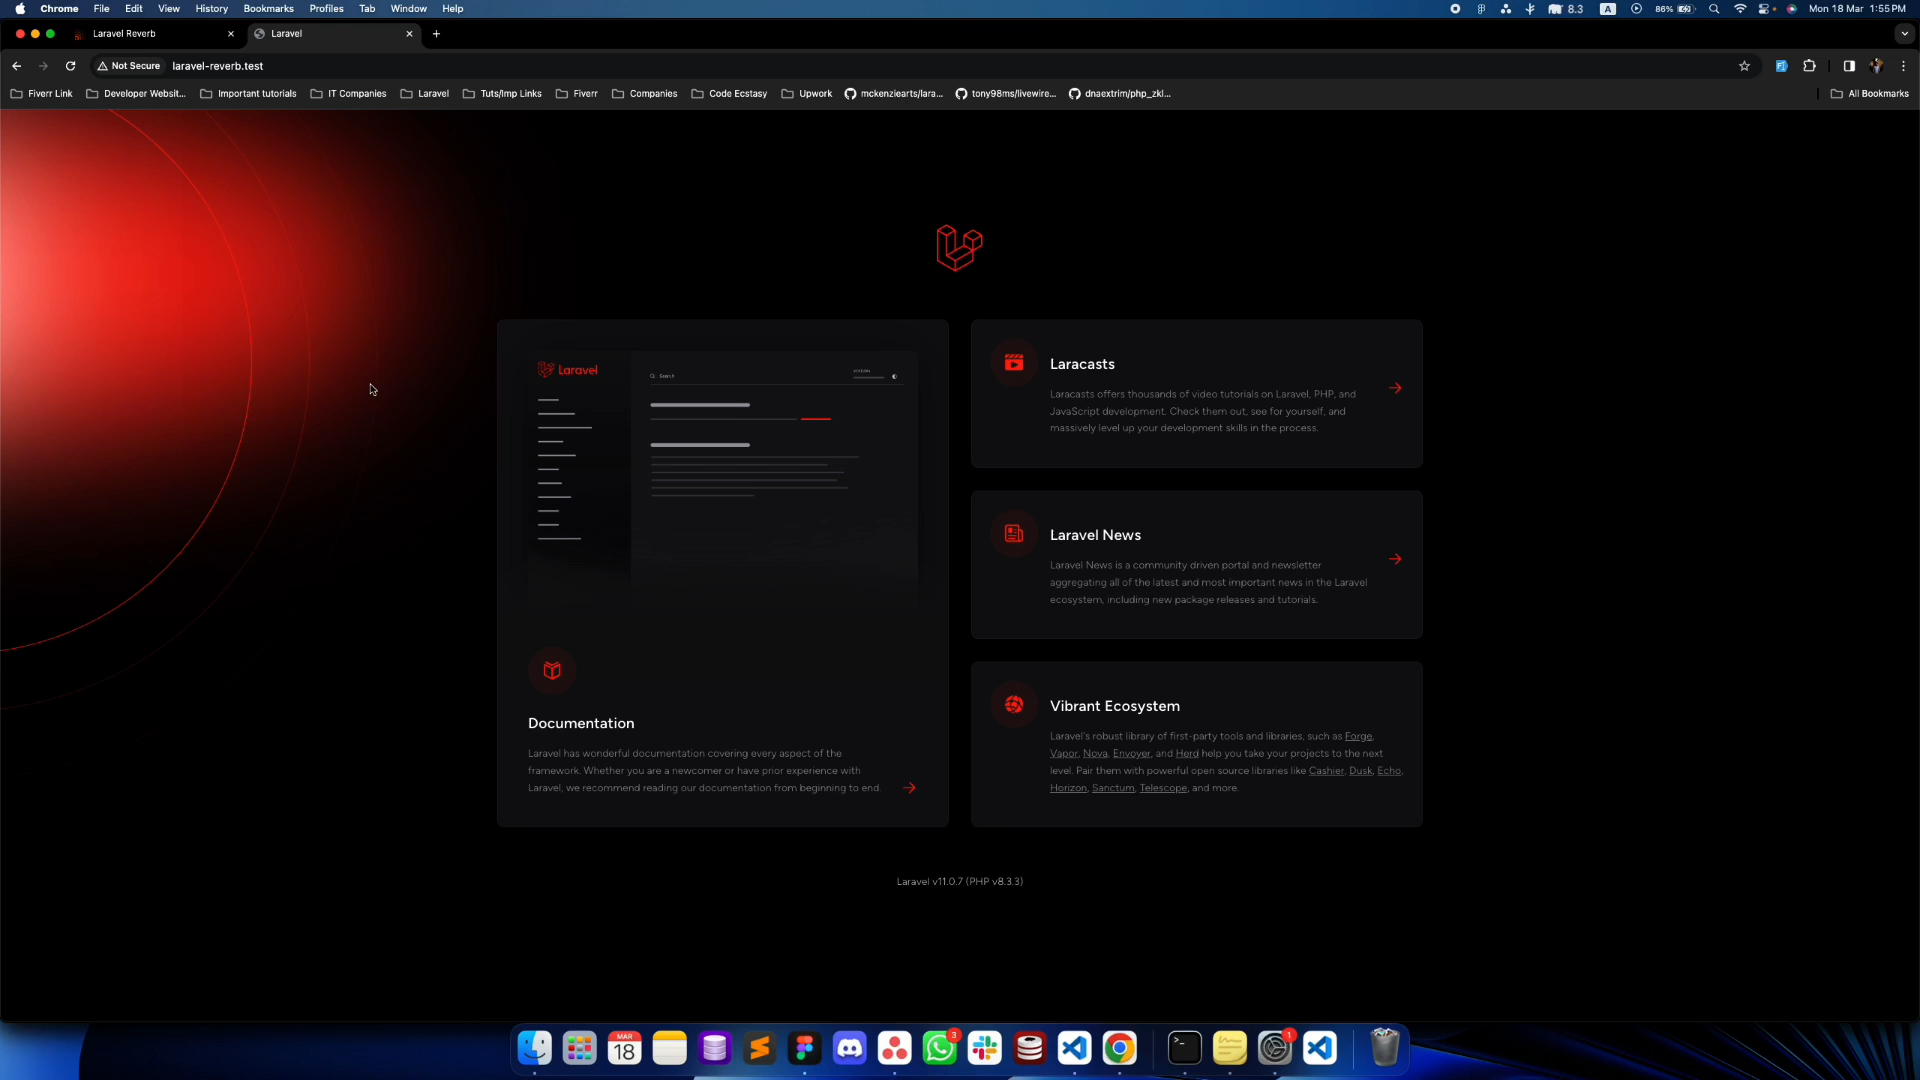 Chrome File Edit View History Bookmarks Profiles Tab Window Help
8.3 A 86% Mon 18 Mar 1:55 PM
Laravel Reverb
Laravel
Not Secure laravel-reverb.test
Fiverr Link Developer Websit... Important tutorials IT Companies Laravel Tuts/Imp Links Fiverr Companies Code Ecstasy Upwork mckenziearts/lara... tony98ms/livewire... dnaextrim/php_zkl... All Bookmarks
Laravel
Search
Documentation
Laravel has wonderful documentation covering every aspect of the
framework. Whether you are a newcomer or have prior experience with
Laravel, we recommend reading our documentation from beginning to end.
Laracasts
Laracasts offers thousands of video tutorials on Laravel, PHP, and
JavaScript development. Check them out, see for yourself, and
massively level up your development skills in the process.
Laravel News
Laravel News is a community driven portal and newsletter
aggregating all of the latest and most important news in the Laravel
ecosystem, including new package releases and tutorials.
Vibrant Ecosystem
Laravel's robust library of first-party tools and libraries, such as Forge,
Vapor, Nova, Envoyer, and Herd help you take your projects to the next
level. Pair them with powerful open source libraries like Cashier, Dusk, Echo,
Horizon, Sanctum, Telescope, and more.
Laravel v11.0.7 (PHP v8.3.3)
MAR
18
3
1